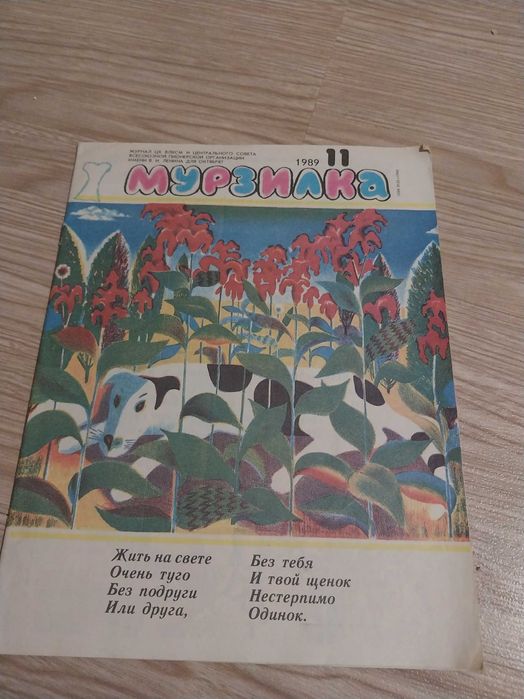 ЖУРНАЛ ЦК ВЛКСМ И ЦЕНТРАЛЬНОГО СОВЕТА
ВСЕСОЮЗНОЙ ПИОНЕРСКОЙ ОРГАНИЗАЦИИ
ИМЕНИ В. И. ЛЕНИНА ДЛЯ ОКТЯБРЯТ
1989 11
МУРЗИЛКА
Жить на свете
Очень туго
Без подруги
Или друга,
Без тебя
И твой щенок
Нестерпимо
Одинок.